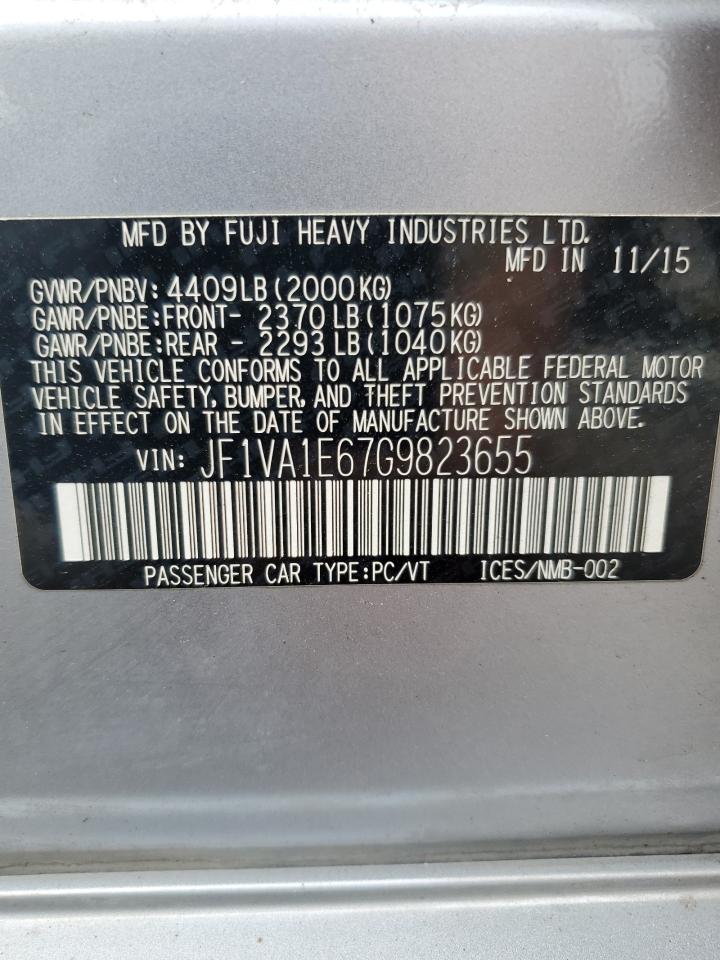 MFD BY FUJI HEAVY INDUSTRIES LTD.
MFD IN 11/15
GVWR/PNBV: 4409LB(2000KG)
GAWR/PNBE:FRONT- 2370LB(1075KG)
GAWR/PNBE:REAR - 2293LB(1040KG)
THIS VEHICLE CONFORMS TO ALL APPLICABLE FEDERAL MOTOR
VEHICLE SAFETY, BUMPER, AND THEFT PREVENTION STANDARDS
IN EFFECT ON THE DATE OF MANUFACTURE SHOWN ABOVE.
VIN: JF1VA1E67G9823655
PASSENGER CAR TYPE:PC/VT ICES/NMB-002